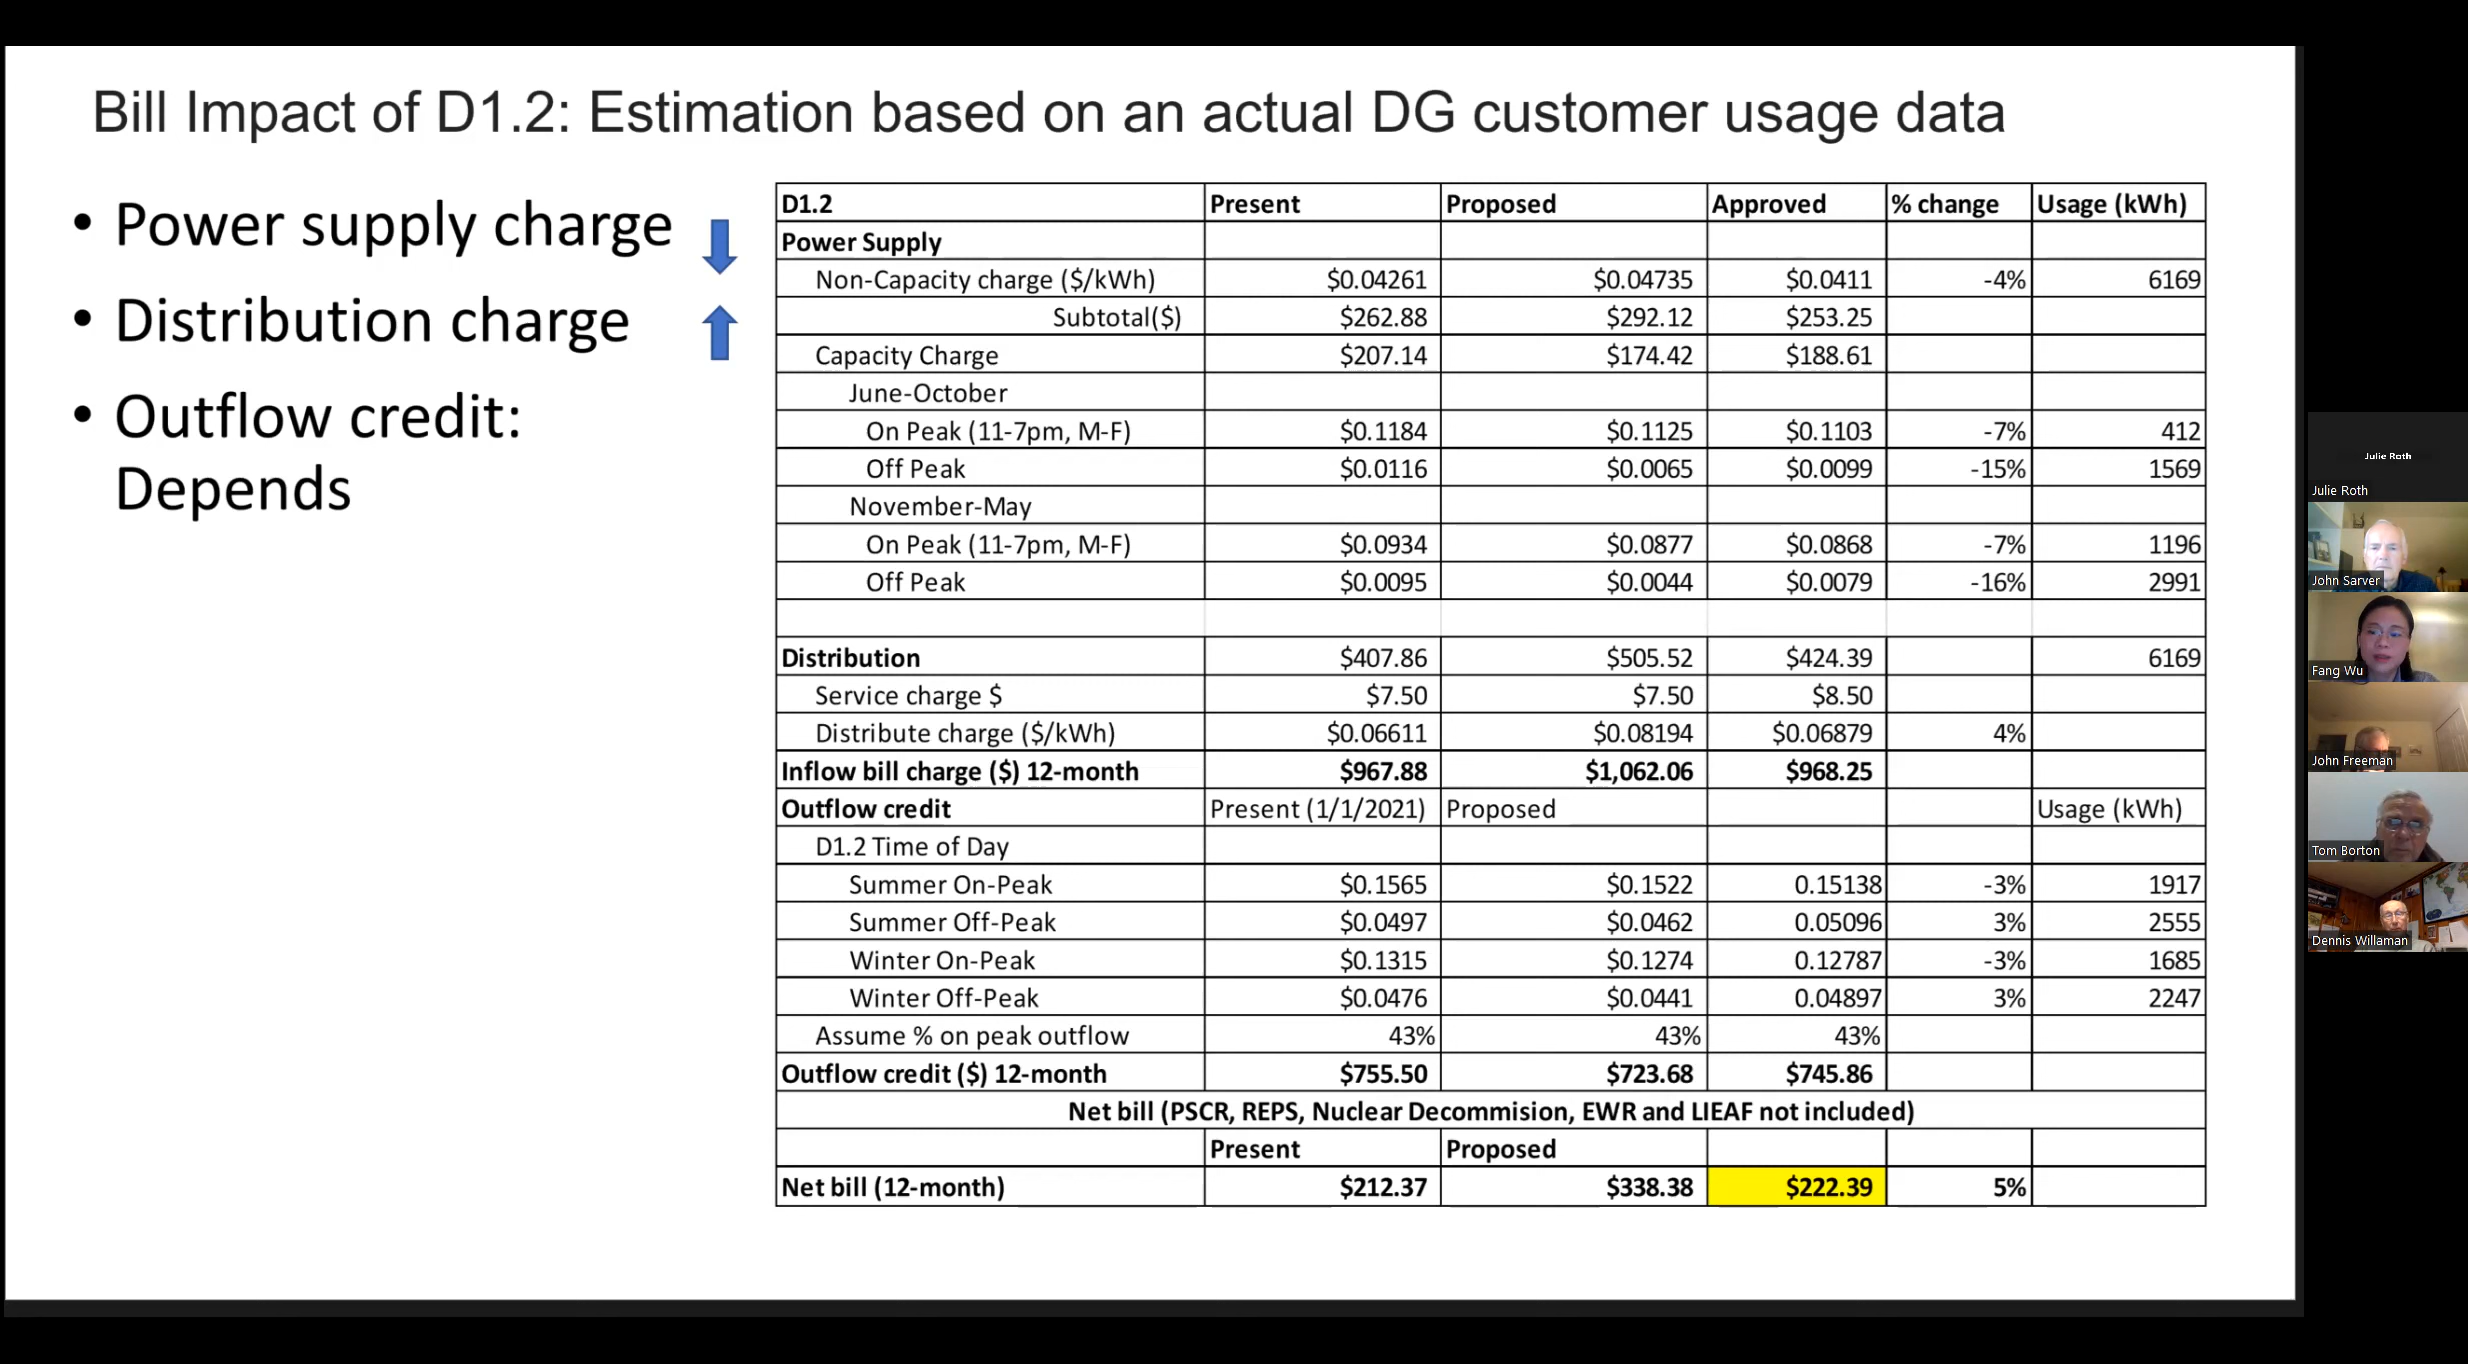 Bill Impact of D1.2: Estimation based on an actual DG customer usage data
• Power supply charge
• Distribution charge
• Outflow credit:
Depends
D1.2 Present Proposed Approved % change Usage (kWh)
Power Supply
Non-Capacity charge ($/kWh) $0.04261 $0.04735 $0.0411 -4% 6169
Subtotal($) $262.88 $292.12 $253.25
Capacity Charge $207.14 $174.42 $188.61
June-October
On Peak (11-7pm, M-F) $0.1184 $0.1125 $0.1103 -7% 412
Off Peak $0.0116 $0.0065 $0.0099 -15% 1569
November-May
On Peak (11-7pm, M-F) $0.0934 $0.0877 $0.0868 -7% 1196
Off Peak $0.0095 $0.0044 $0.0079 -16% 2991
Distribution $407.86 $505.52 $424.39 6169
Service charge $ $7.50 $7.50 $8.50
Distribute charge ($/kWh) $0.06611 $0.08194 $0.06879 4%
Inflow bill charge ($) 12-month $967.88 $1,062.06 $968.25
Outflow credit Present (1/1/2021) Proposed Usage (kWh)
D1.2 Time of Day
Summer On-Peak $0.1565 $0.1522 0.15138 -3% 1917
Summer Off-Peak $0.0497 $0.0462 0.05096 3% 2555
Winter On-Peak $0.1315 $0.1274 0.12787 -3% 1685
Winter Off-Peak $0.0476 $0.0441 0.04897 3% 2247
Assume % on peak outflow 43% 43% 43%
Outflow credit ($) 12-month $755.50 $723.68 $745.86
Net bill (PSCR, REPS, Nuclear Decommision, EWR and LIEAF not included)
Present Proposed
Net bill (12-month) $212.37 $338.38 $222.39 5%
Julie Roth
Julie Roth
John Sarver
Fang Wu
John Freeman
Tom Borton
Dennis Willaman